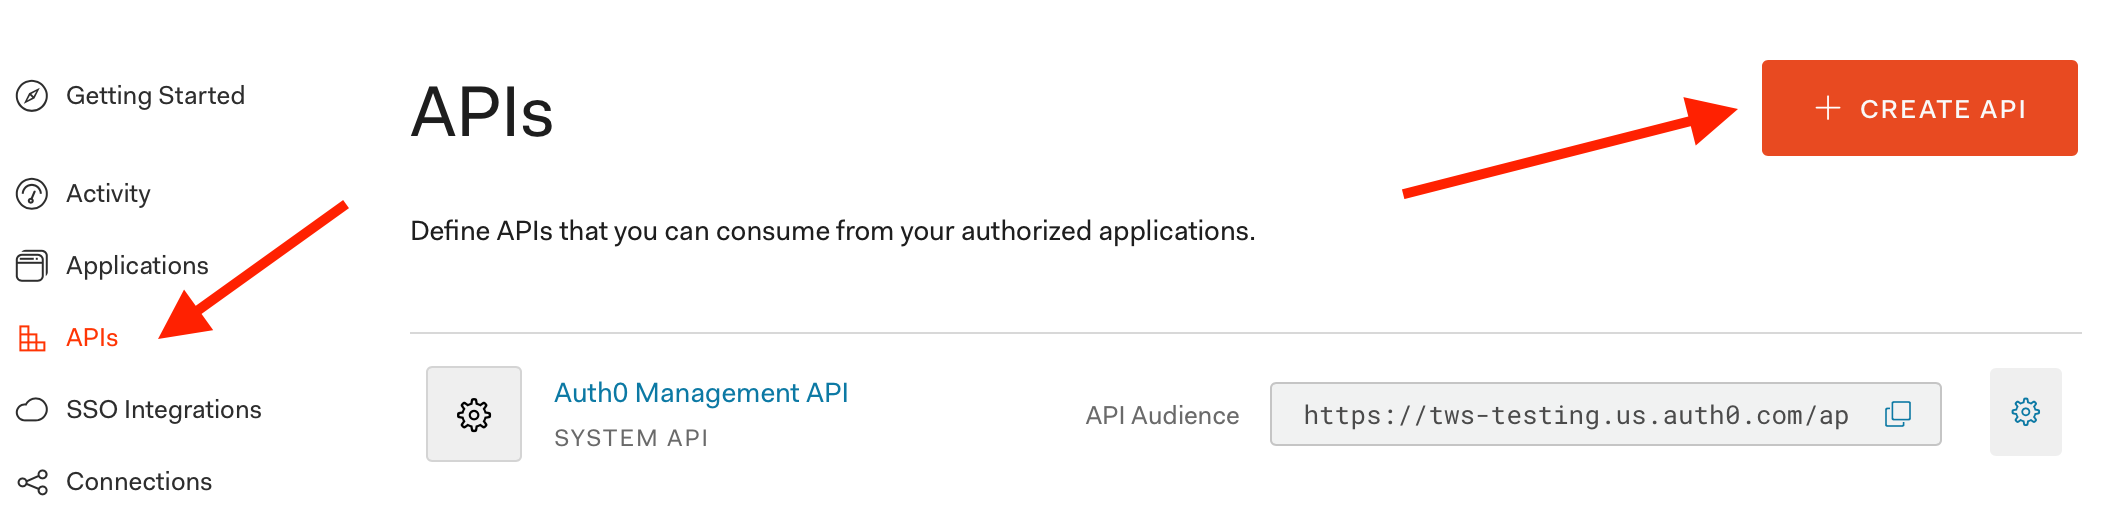 Getting Started
Activity
Applications
APIs
SSO Integrations
Connections
APIs
+ CREATE API
Define APIs that you can consume from your authorized applications.
Auth0 Management API
SYSTEM API
API Audience
https://tws-testing.us.auth0.com/ap